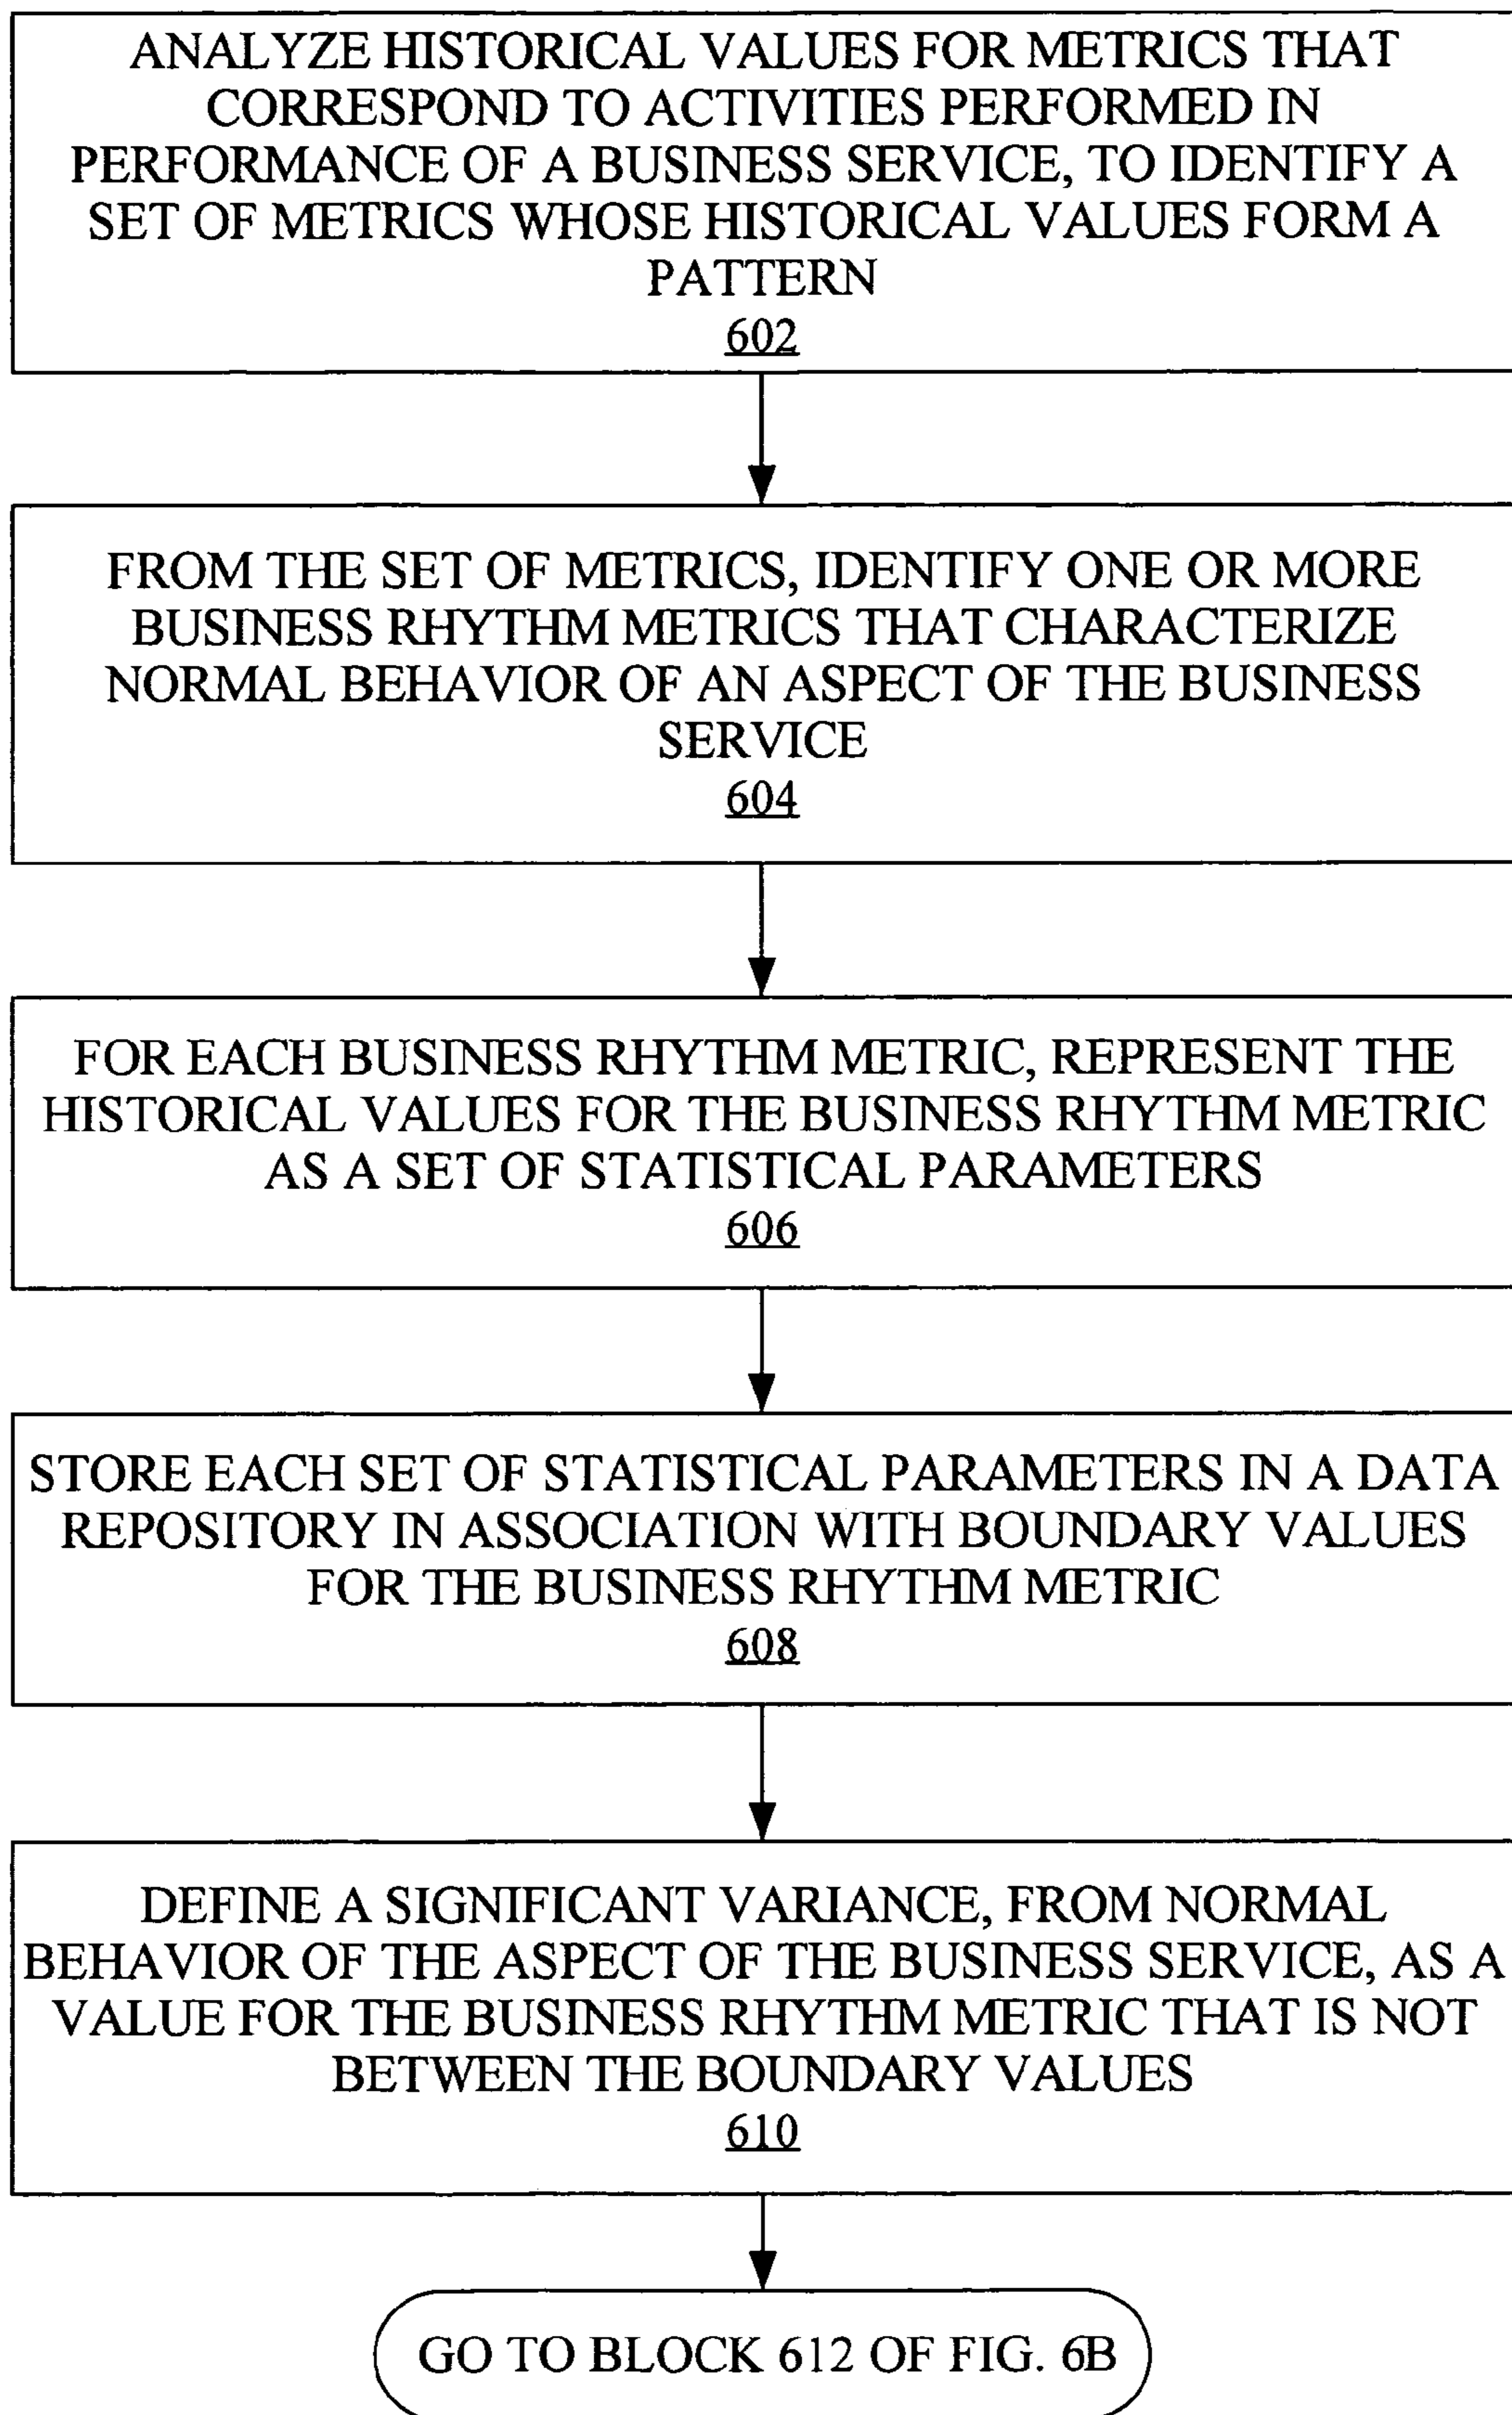 ANALYZE HISTORICAL VALUES FOR METRICS THAT
CORRESPOND TO ACTIVITIES PERFORMED IN
PERFORMANCE OF A BUSINESS SERVICE, TO IDENTIFY A
SET OF METRICS WHOSE HISTORICAL VALUES FORM A
PATTERN
602
FROM THE SET OF METRICS, IDENTIFY ONE OR MORE
BUSINESS RHYTHM METRICS THAT CHARACTERIZE
NORMAL BEHAVIOR OF AN ASPECT OF THE BUSINESS
SERVICE
604
FOR EACH BUSINESS RHYTHM METRIC, REPRESENT THE
HISTORICAL VALUES FOR THE BUSINESS RHYTHM METRIC
AS A SET OF STATISTICAL PARAMETERS
606
STORE EACH SET OF STATISTICAL PARAMETERS IN A DATA
REPOSITORY IN ASSOCIATION WITH BOUNDARY VALUES
FOR THE BUSINESS RHYTHM METRIC
608
DEFINE A SIGNIFICANT VARIANCE, FROM NORMAL
BEHAVIOR OF THE ASPECT OF THE BUSINESS SERVICE, AS A
VALUE FOR THE BUSINESS RHYTHM METRIC THAT IS NOT
BETWEEN THE BOUNDARY VALUES
610
GO TO BLOCK 612 OF FIG. 6B